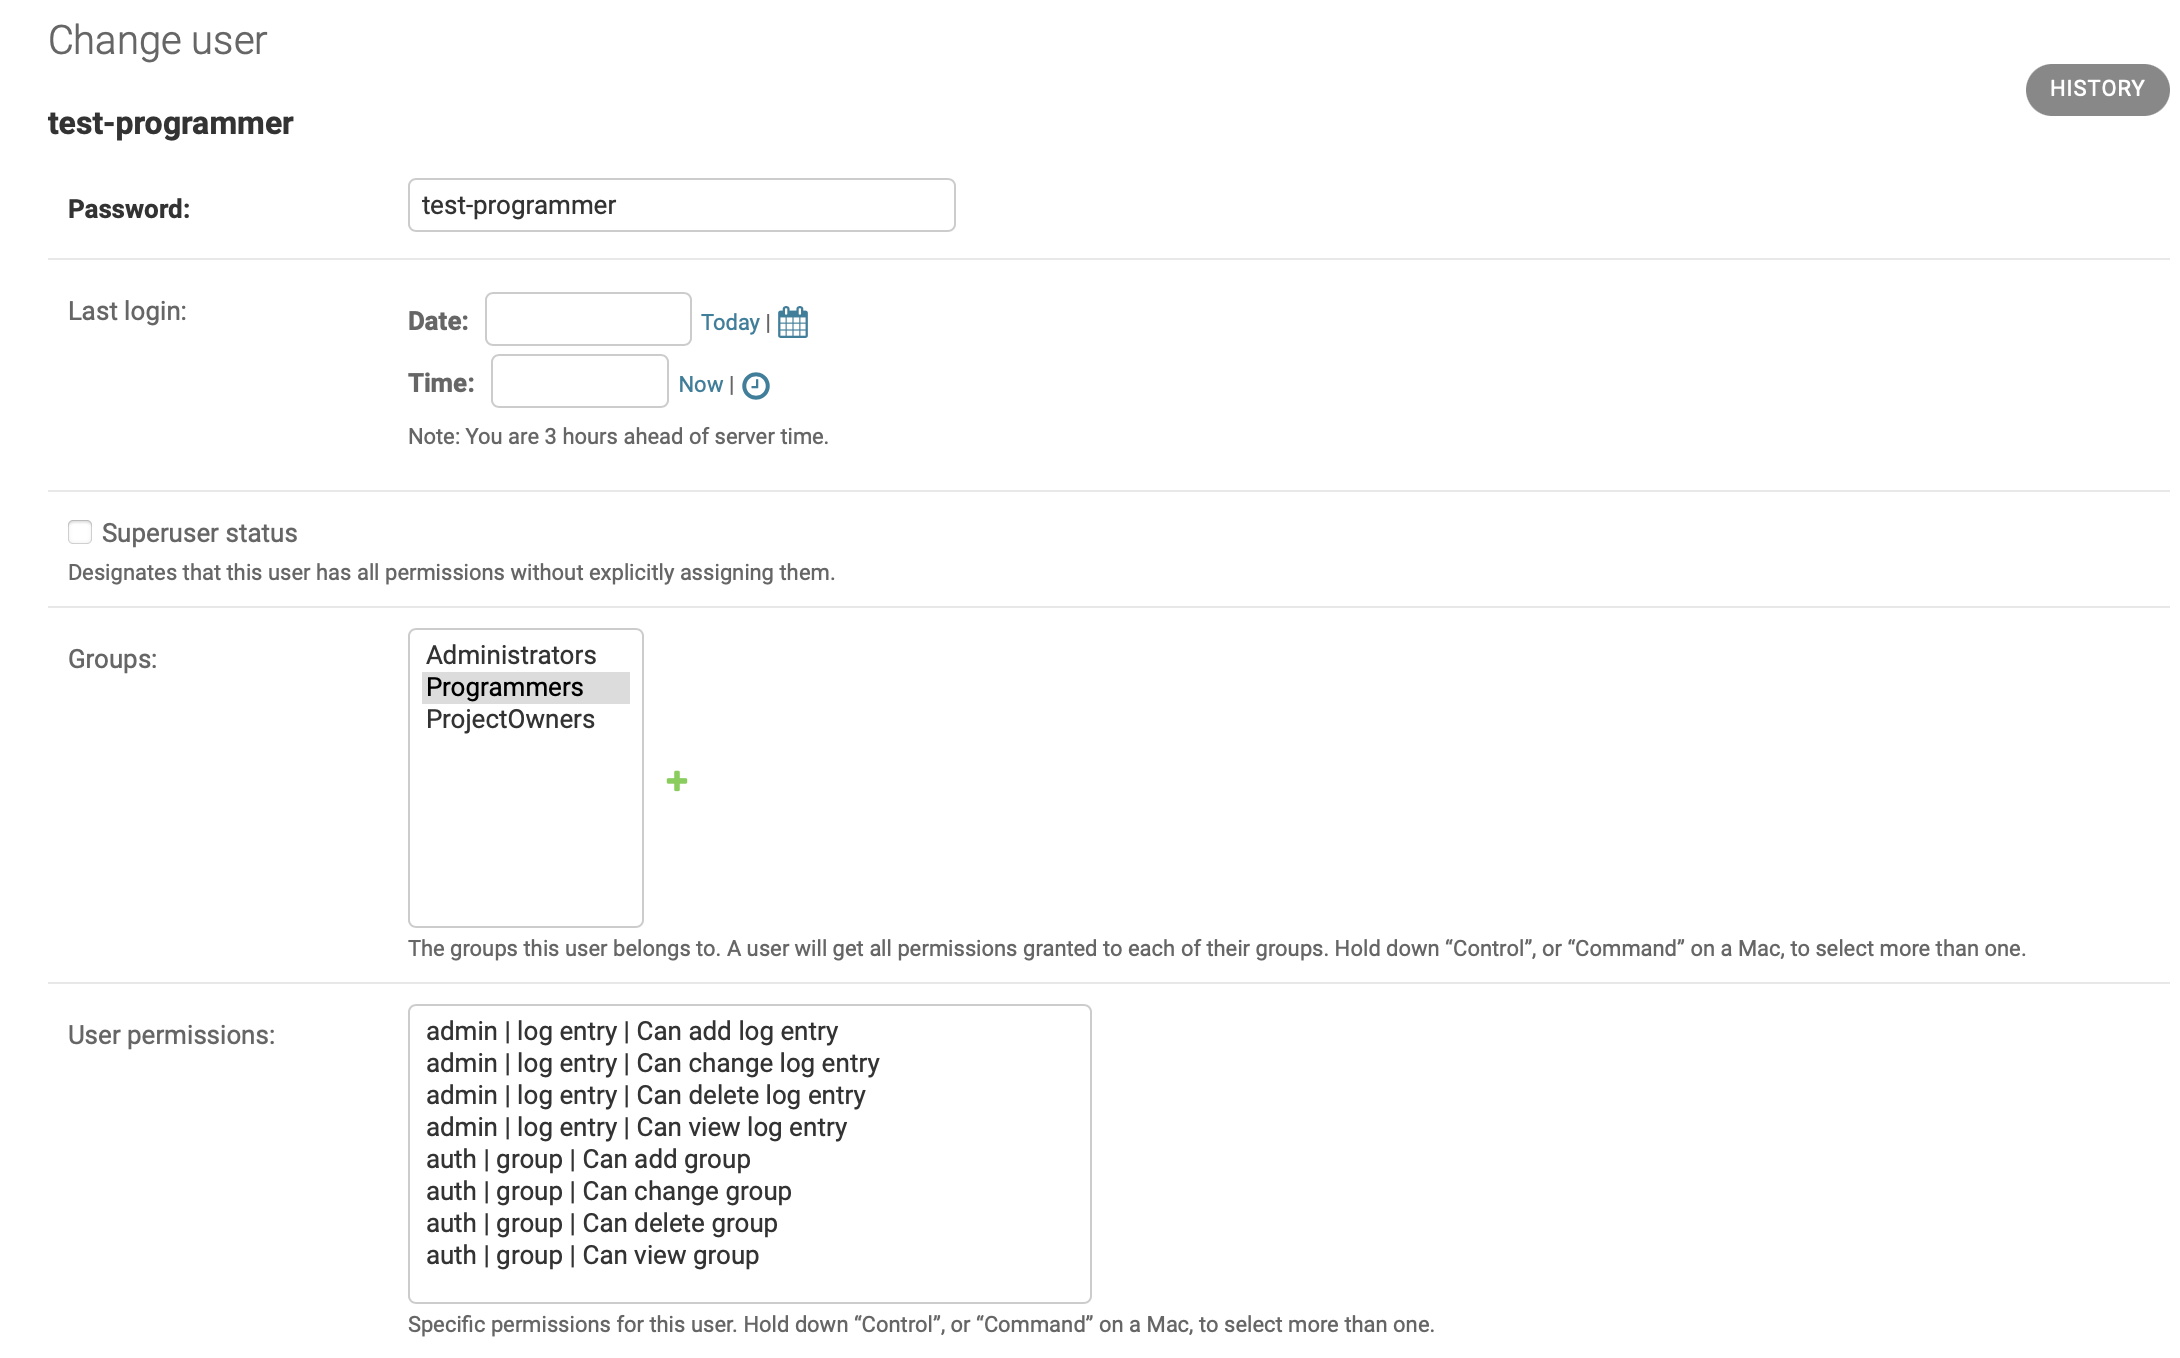 Change user
HISTORY
test-programmer
Password:
test-programmer
Last login:
Date:
Today |
Time:
Now |
Note: You are 3 hours ahead of server time.
Superuser status
Designates that this user has all permissions without explicitly assigning them.
Groups:
Administrators
Programmers
ProjectOwners
The groups this user belongs to. A user will get all permissions granted to each of their groups. Hold down “Control”, or “Command” on a Mac, to select more than one.
User permissions:
admin | log entry | Can add log entry
admin | log entry | Can change log entry
admin | log entry | Can delete log entry
admin | log entry | Can view log entry
auth | group | Can add group
auth | group | Can change group
auth | group | Can delete group
auth | group | Can view group
Specific permissions for this user. Hold down “Control”, or “Command” on a Mac, to select more than one.